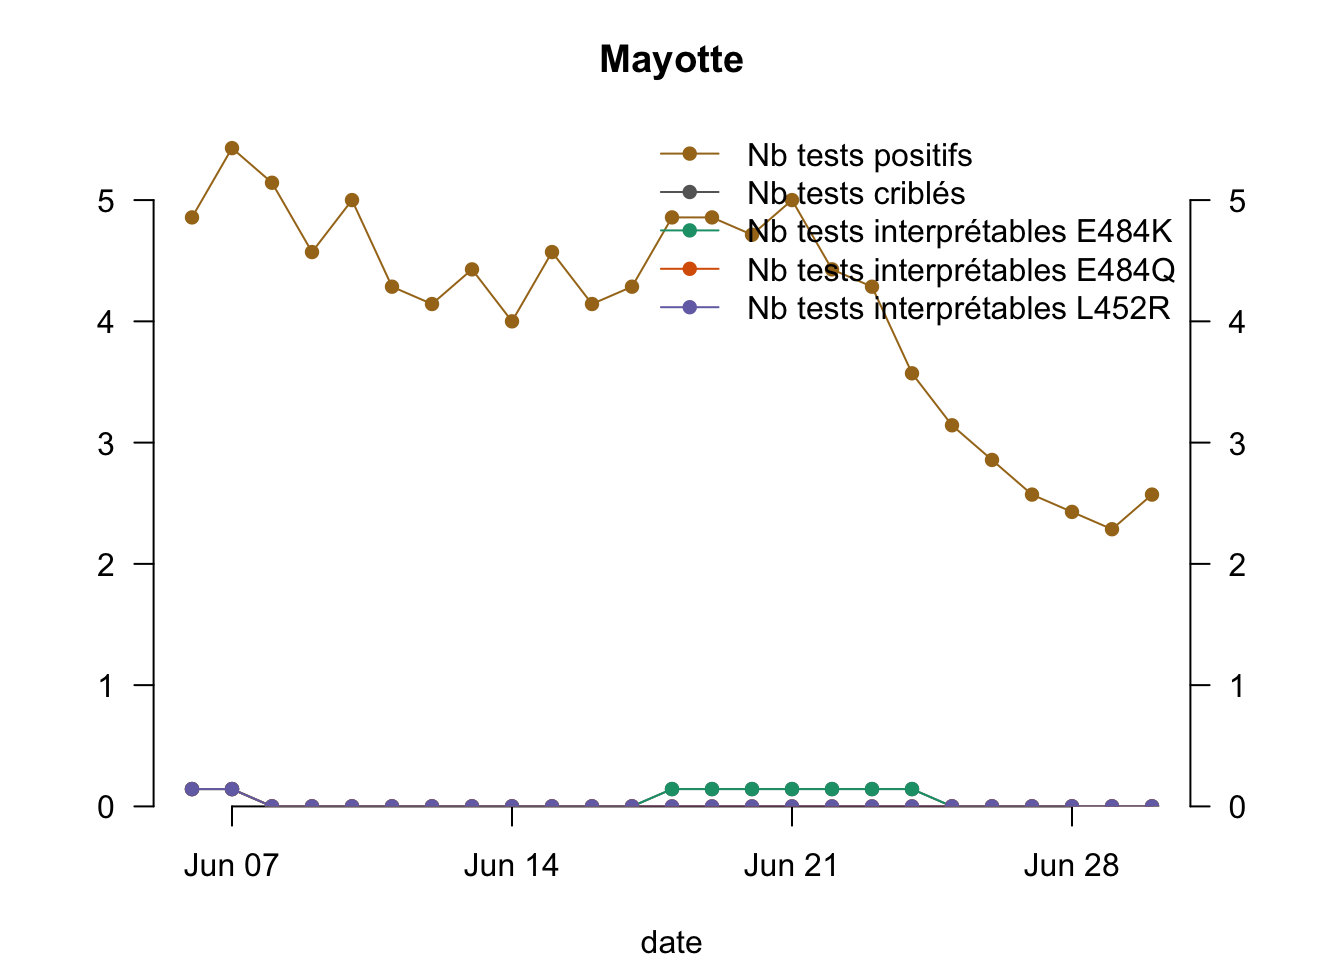 Mayotte
Nb tests positifs
Nb tests criblés
Nb tests interprétables E484K
Nb tests interprétables E484Q
Nb tests interprétables L452R
5 5
4 4
3 3
2 2
1 1
0 0
Jun 07 Jun 14 Jun 21 Jun 28
date